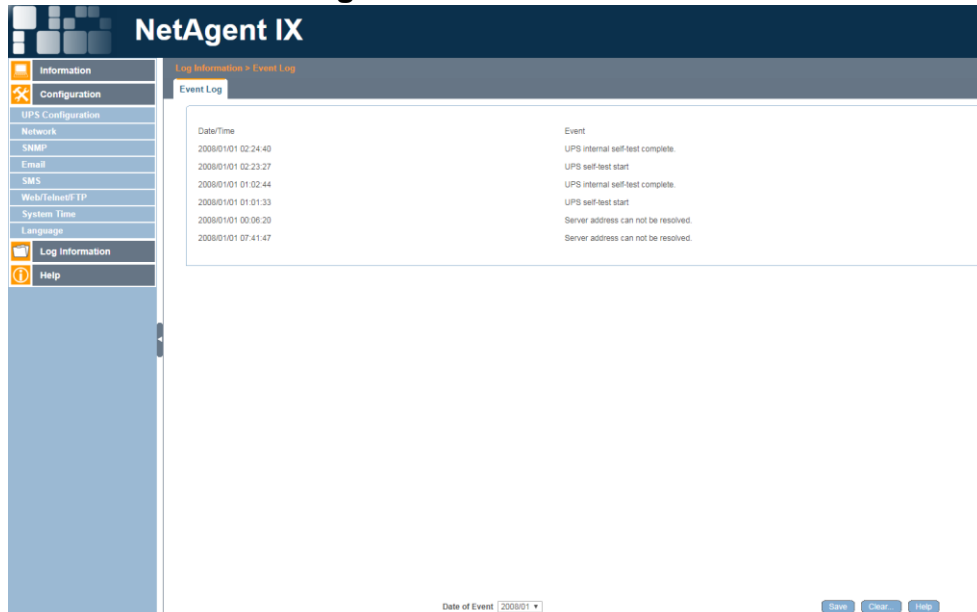 NetAgent IX
Information
Configuration
UPS Configuration
Network
SNMP
Email
SMS
Web/Telnet/FTP
System Time
Language
Log Information
Help
Log Information > Event Log
Event Log
Date/Time Event
2008/01/01 02:24:40 UPS internal self-test complete.
2008/01/01 02:23:27 UPS self-test start
2008/01/01 01:02:44 UPS internal self-test complete.
2008/01/01 01:01:33 UPS self-test start
2008/01/01 00:06:20 Server address can not be resolved.
2008/01/01 07:41:47 Server address can not be resolved.
Date of Event 2008/01
Save Clear... Help